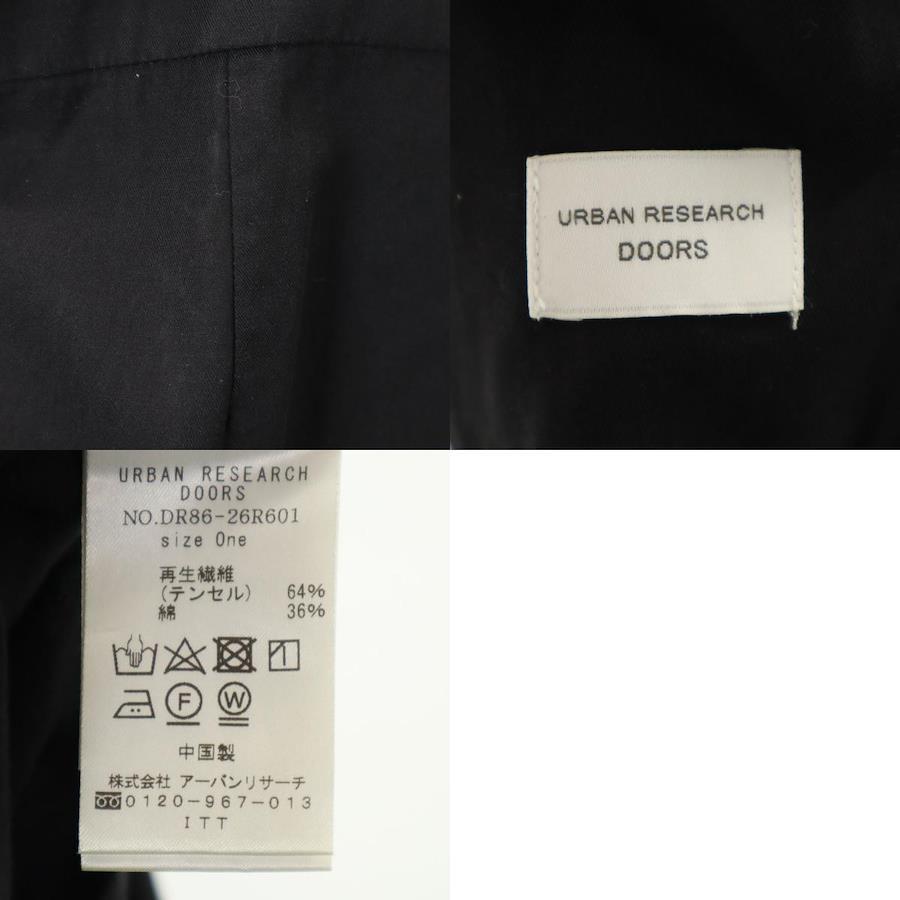 URBAN RESEARCH
DOORS
URBAN RESEARCH
DOORS
NO.DR86-26R601
size One
再生繊維
(テンセル) 64%
綿 36%
F
W
中国製
株式会社 アーバンリサーチ
0120-967-013
ITT